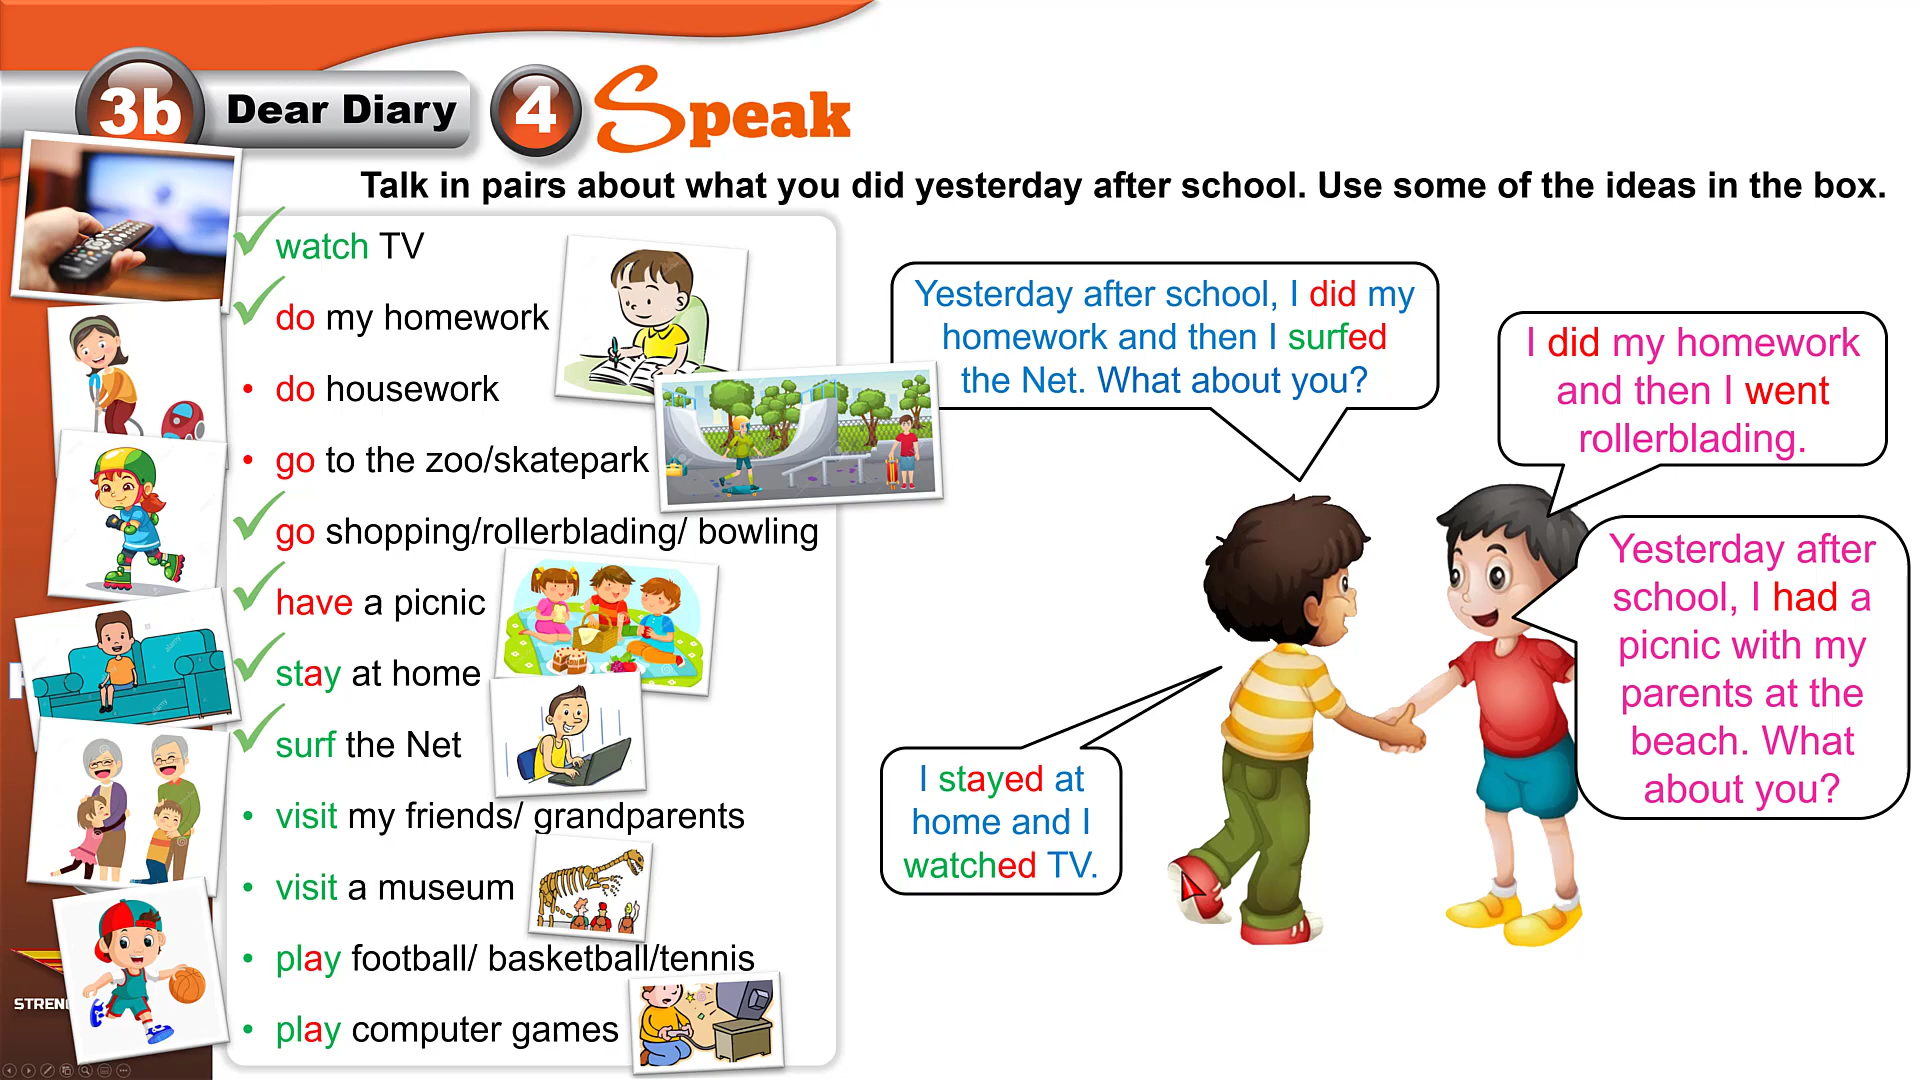 3b Dear Diary 4 Speak
Talk in pairs about what you did yesterday after school. Use some of the ideas in the box.
watch TV
do my homework
• do housework
• go to the zoo/skatepark
go shopping/rollerblading/ bowling
have a picnic
stay at home
surf the Net
• visit my friends/ grandparents
• visit a museum
• play football/ basketball/tennis
• play computer games
Yesterday after school, I did my
homework and then I surfed
the Net. What about you?
I did my homework
and then I went
rollerblading.
Yesterday after
school, I had a
picnic with my
parents at the
beach. What
about you?
I stayed at
home and I
watched TV.